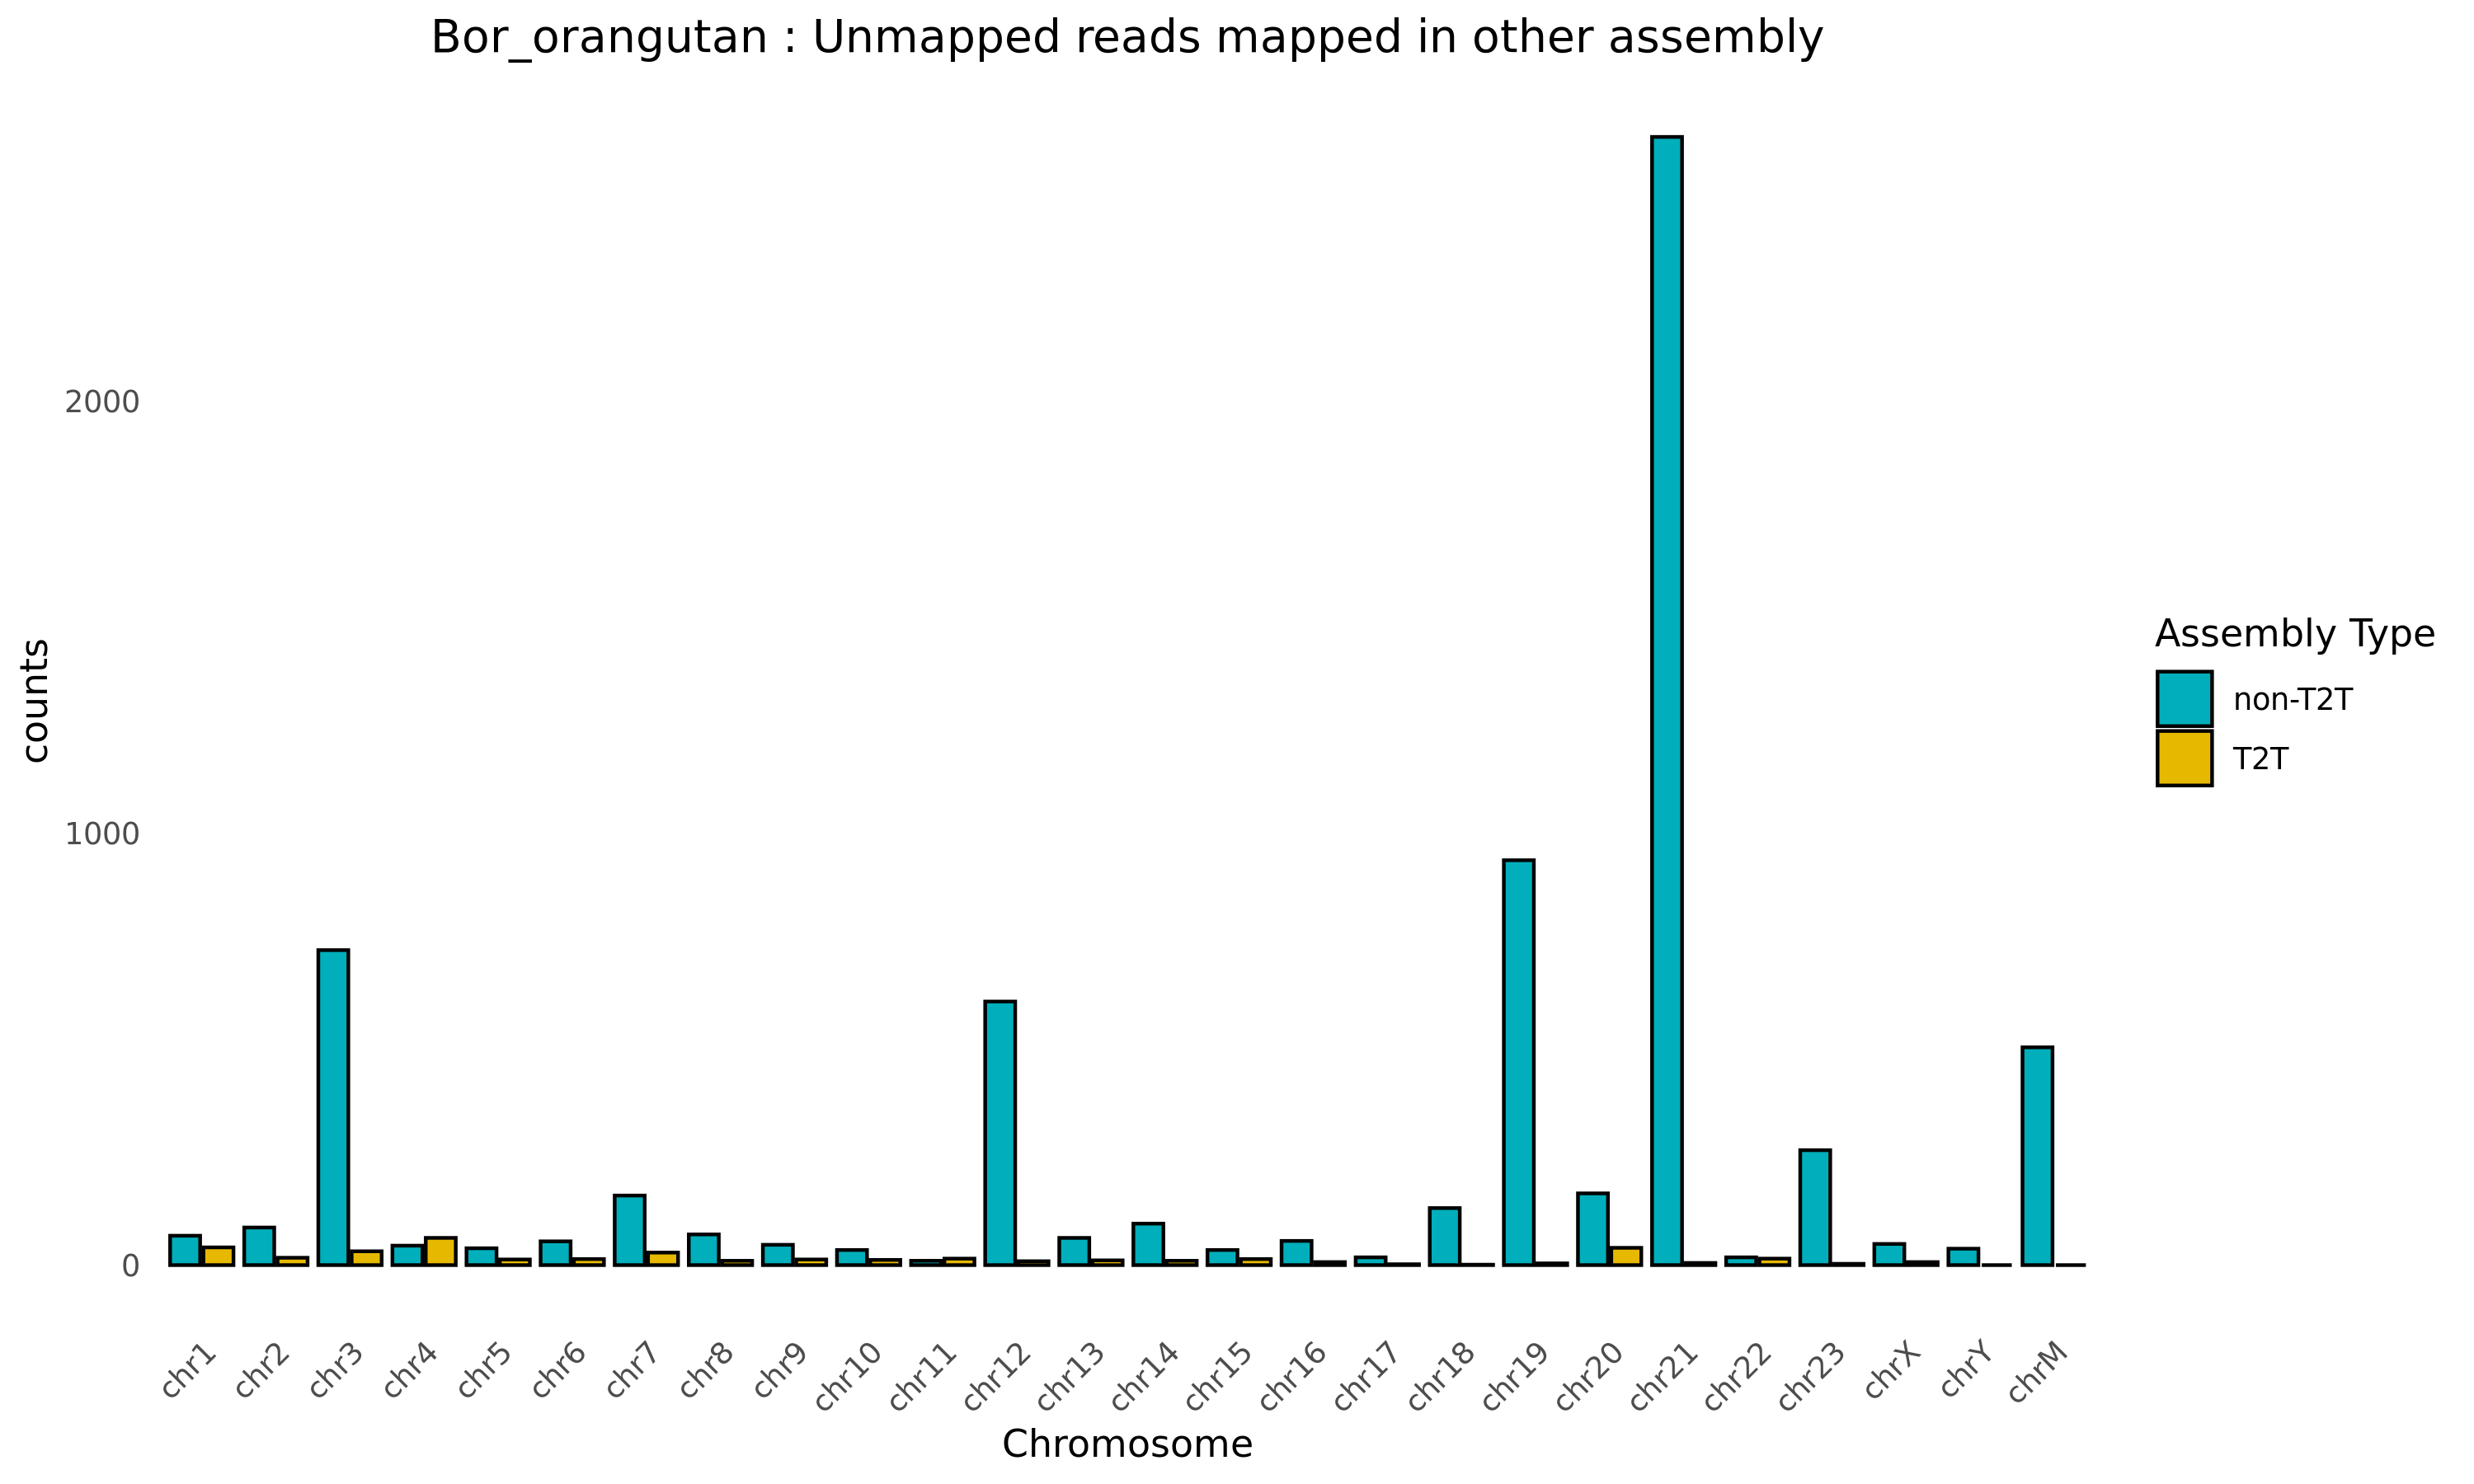 Bor_orangutan : Unmapped reads mapped in other assembly
counts
2000
1000
0
Assembly Type
non-T2T
T2T
chr1
chr2
chr3
chr4
chr5
chr6
chr7
chr8
chr9
chr10
chr11
chr12
chr13
chr14
chr15
chr16
chr17
chr18
chr19
chr20
chr21
chr22
chr23
chrX
chrY
chrM
Chromosome